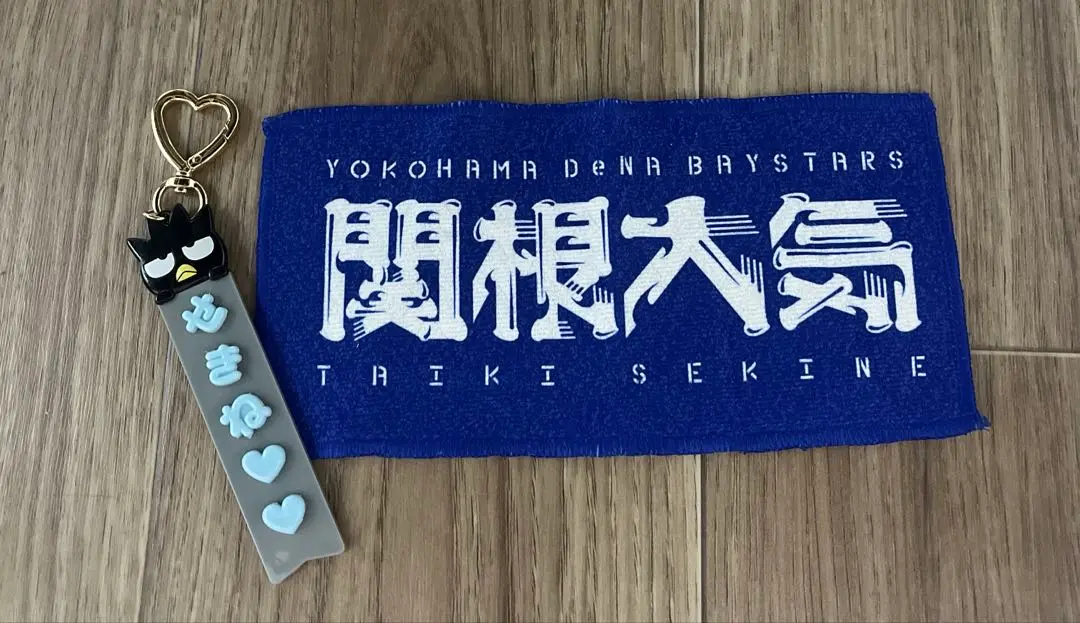 せきね♥♥
YOKOHAMA DeNA BAYSTARS
関根大気
TAIKI SEKINE